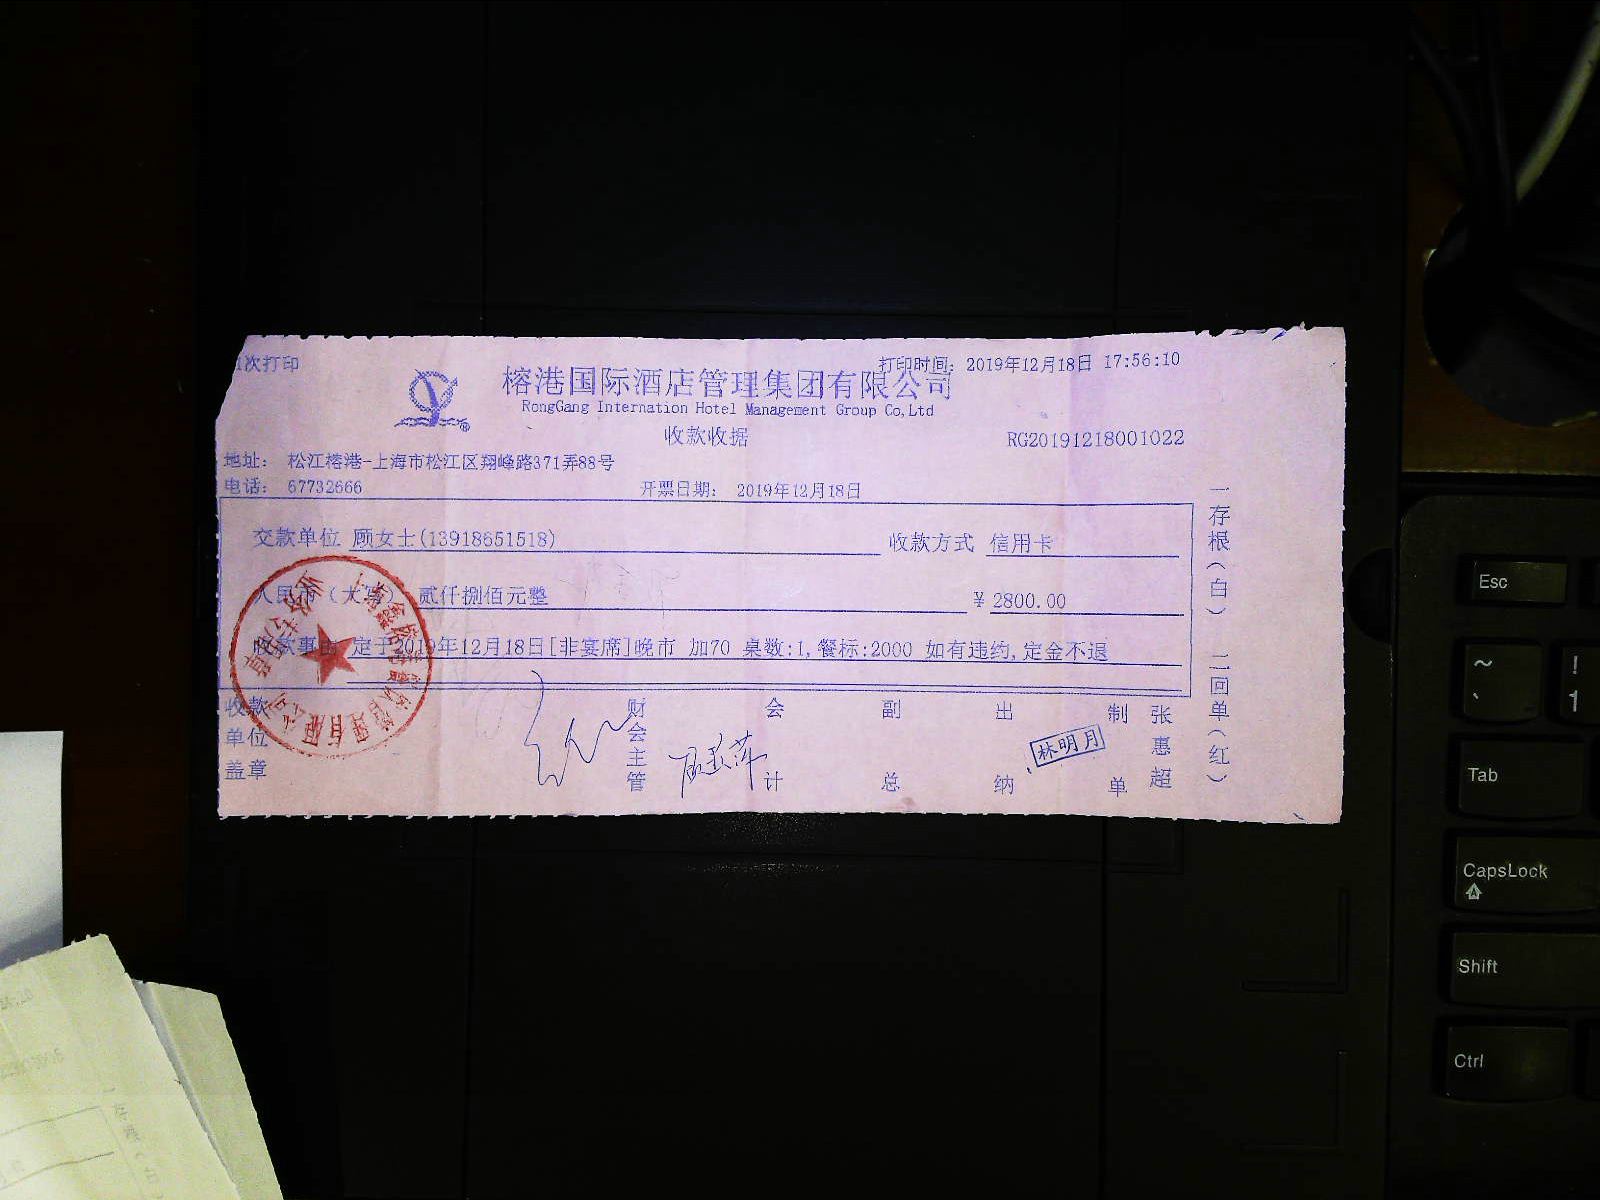 1次打印
打印时间: 2019年12月18日 17:56:10
榕港国际酒店管理集团有限公司
RongGang Internation Hotel Management Group Co,Ltd
®
收款收据
RG20191218001022
地址: 松江榕港-上海市松江区翔峰路371弄88号
电话: 67732666
开票日期: 2019年12月18日
交款单位 顾女士(13918651518)
收款方式 信用卡
人民币（大写） 贰仟捌佰元整
￥2800.00
收款事由 定于2019年12月18日[非宴席]晚市 加70 桌数:1,餐标:2000 如有违约,定金不退
收款单位盖章
财会主管
会计
副总
出纳
林明月
制单
张惠超
一存根(白) 二回单(红)
Esc
~
、
!
1
Tab
CapsLock
Shift
Ctrl